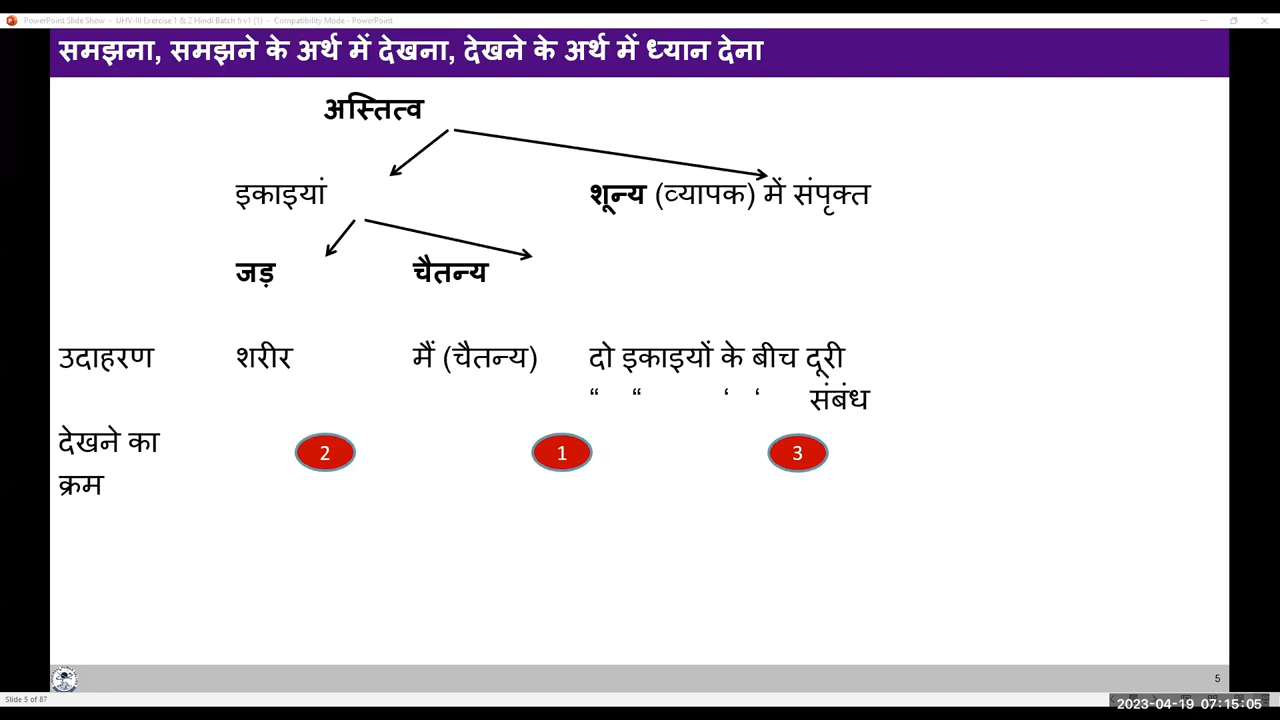 PowerPoint Slide Show - UHV-III Exercise 1 & 2 Hindi Batch 6 v1 (1) - Compatibility Mode - PowerPoint
समझना, समझने के अर्थ में देखना, देखने के अर्थ में ध्यान देना
अस्तित्व
इकाइयां शून्य (व्यापक) में संपृक्त
जड़ चैतन्य
उदाहरण शरीर मैं (चैतन्य) दो इकाइयों के बीच दूरी
“ “ ‘ ‘ संबंध
देखने का
क्रम
2 1 3
5
Slide 5 of 87
2023-04-19 07:15:05